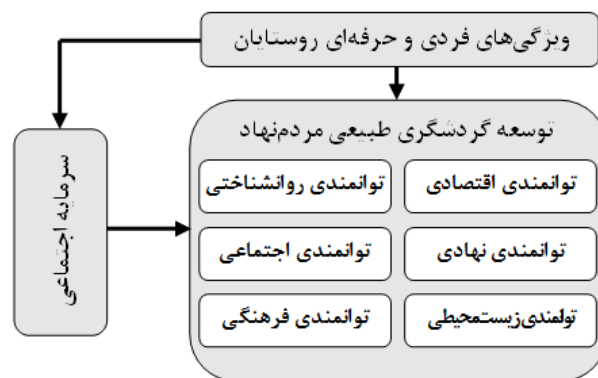 ویژگی‌های فردی و حرفه‌ای روستایان
توسعه گردشگری طبیعی مردم‌نهاد
توانمندی اقتصادی
توانمندی روانشناختی
توانمندی نهادی
توانمندی اجتماعی
توانمندی زیست‌محیطی
توانمندی فرهنگی
سرمایه اجتماعی